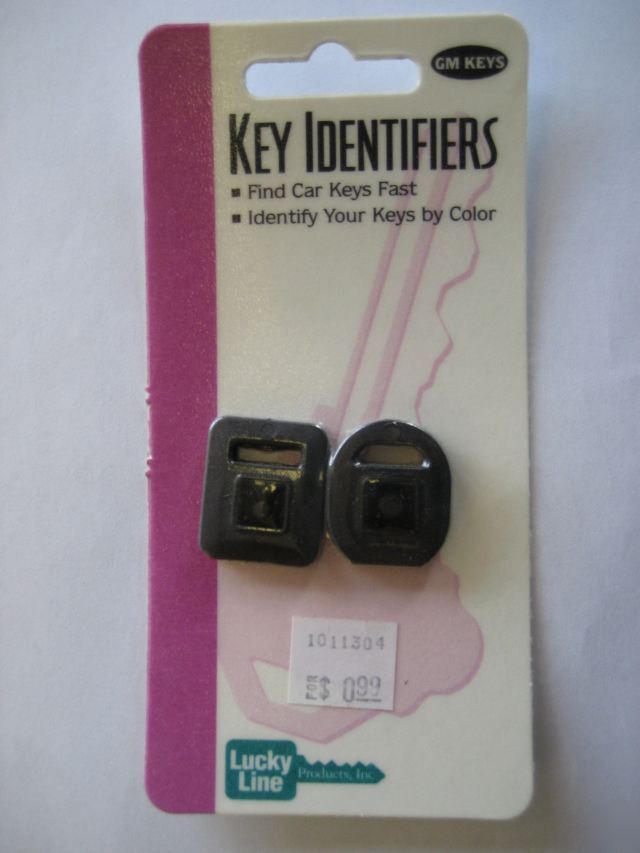 GM KEYS
KEY IDENTIFIERS
▪ Find Car Keys Fast
▪ Identify Your Keys by Color
1011304
FOR $ 0.99
Lucky Line
Products, Inc